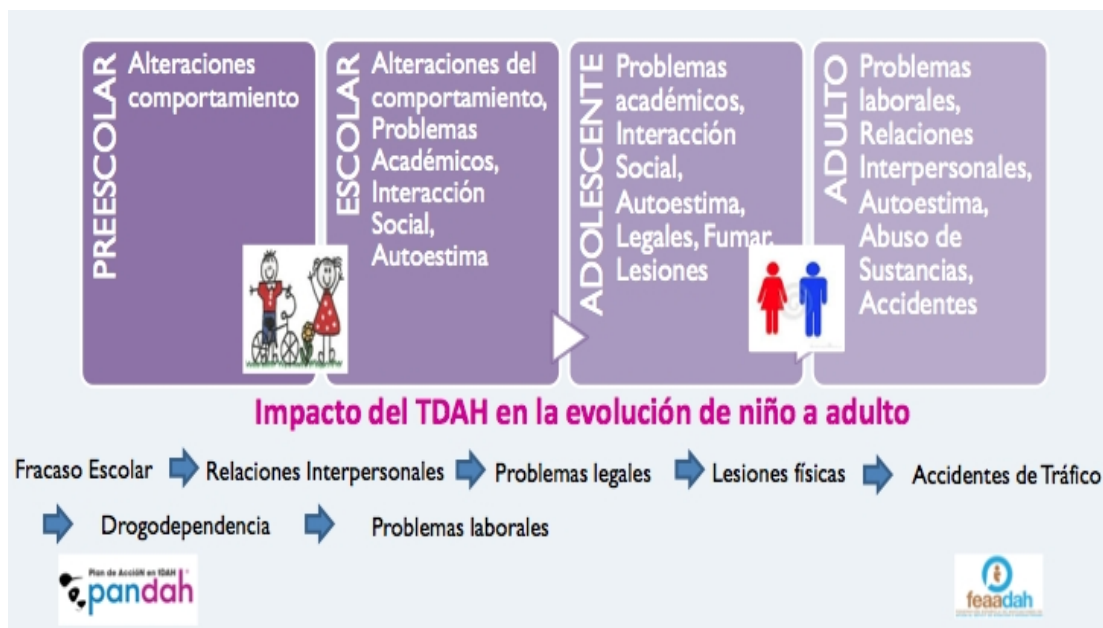 PREESCOLAR
Alteraciones
comportamiento
ESCOLAR
Alteraciones del
comportamiento,
Problemas
Académicos,
Interacción
Social,
Autoestima
ADOLESCENTE
Problemas
académicos,
Interacción
Social,
Autoestima,
Legales, Fumar,
Lesiones
ADULTO
Problemas
laborales,
Relaciones
Interpersonales,
Autoestima,
Abuso de
Sustancias,
Accidentes
Impacto del TDAH en la evolución de niño a adulto
Fracaso Escolar Relaciones Interpersonales Problemas legales Lesiones físicas Accidentes de Tráfico
Drogodependencia Problemas laborales
Plan de AccióN en tDAH
pandah
feaadah